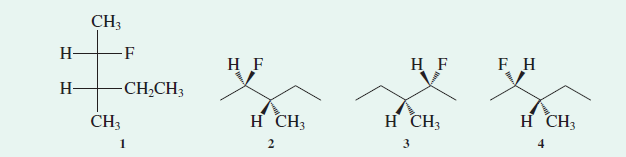 CH3
H F
H CH2CH3
CH3
1
H F
H CH3
2
H F
H CH3
3
F H
H CH3
4